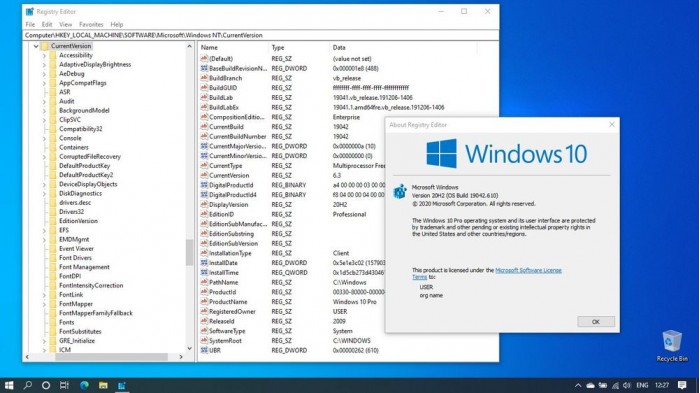 Registry Editor
File Edit View Favorites Help
Computer\HKEY_LOCAL_MACHINE\SOFTWARE\Microsoft\Windows NT\CurrentVersion
CurrentVersion
Accessibility
AdaptiveDisplayBrightness
AeDebug
AppCompatFlags
ASR
Audit
BackgroundModel
ClipSVC
Compatibility32
Console
Containers
CorruptedFileRecovery
DefaultProductKey
DefaultProductKey2
DeviceDisplayObjects
DiskDiagnostics
drivers.desc
Drivers32
EditionVersion
EFS
EMDMgmt
Event Viewer
Font Drivers
Font Management
FontDPI
FontIntensityCorrection
FontLink
FontMapper
FontMapperFamilyFallback
Fonts
FontSubstitutes
GRE_Initialize
ICM
Name Type Data
(Default) REG_SZ (value not set)
BaseBuildRevisionN... REG_DWORD 0x000001e8 (488)
BuildBranch REG_SZ vb_release
BuildGUID REG_SZ ffffffff-ffff-ffff-ffff-ffffffffffff
BuildLab REG_SZ 19041.vb_release.191206-1406
BuildLabEx REG_SZ 19041.1.amd64fre.vb_release.191206-1406
CompositionEdition... REG_SZ Enterprise
CurrentBuild REG_SZ 19042
CurrentBuildNumber REG_SZ 19042
CurrentMajorVersio... REG_DWORD 0x0000000a (10)
CurrentMinorVersio... REG_DWORD 0x00000000 (0)
CurrentType REG_SZ Multiprocessor Free
CurrentVersion REG_SZ 6.3
DigitalProductId REG_BINARY a4 00 00 00 03 00 00
DigitalProductId4 REG_BINARY f8 04 00 00 04 00 00
DisplayVersion REG_SZ 20H2
EditionID REG_SZ Professional
EditionSubManufac... REG_SZ
EditionSubstring REG_SZ
EditionSubVersion REG_SZ
InstallationType REG_SZ Client
InstallDate REG_DWORD 0x5e1e3c02
InstallTime REG_QWORD
PathName REG_SZ C:\Windows
ProductId REG_SZ 00330-80000-00000
ProductName REG_SZ Windows 10 Pro
RegisteredOwner REG_SZ USER
ReleaseId REG_SZ 2009
SoftwareType REG_SZ System
SystemRoot REG_SZ C:\WINDOWS
UBR REG_DWORD 0x00000262 (610)
About Registry Editor
Windows 10
Microsoft Windows
Version 20H2 (OS Build 19042.610)
© 2020 Microsoft Corporation. All rights reserved.
The Windows 10 Pro operating system and its user interface are protected
by trademark and other pending or existing intellectual property rights in
the United States and other countries/regions.
This product is licensed under the Microsoft Software License
Terms to:
USER
org name
OK
Recycle Bin
ENG 13:27